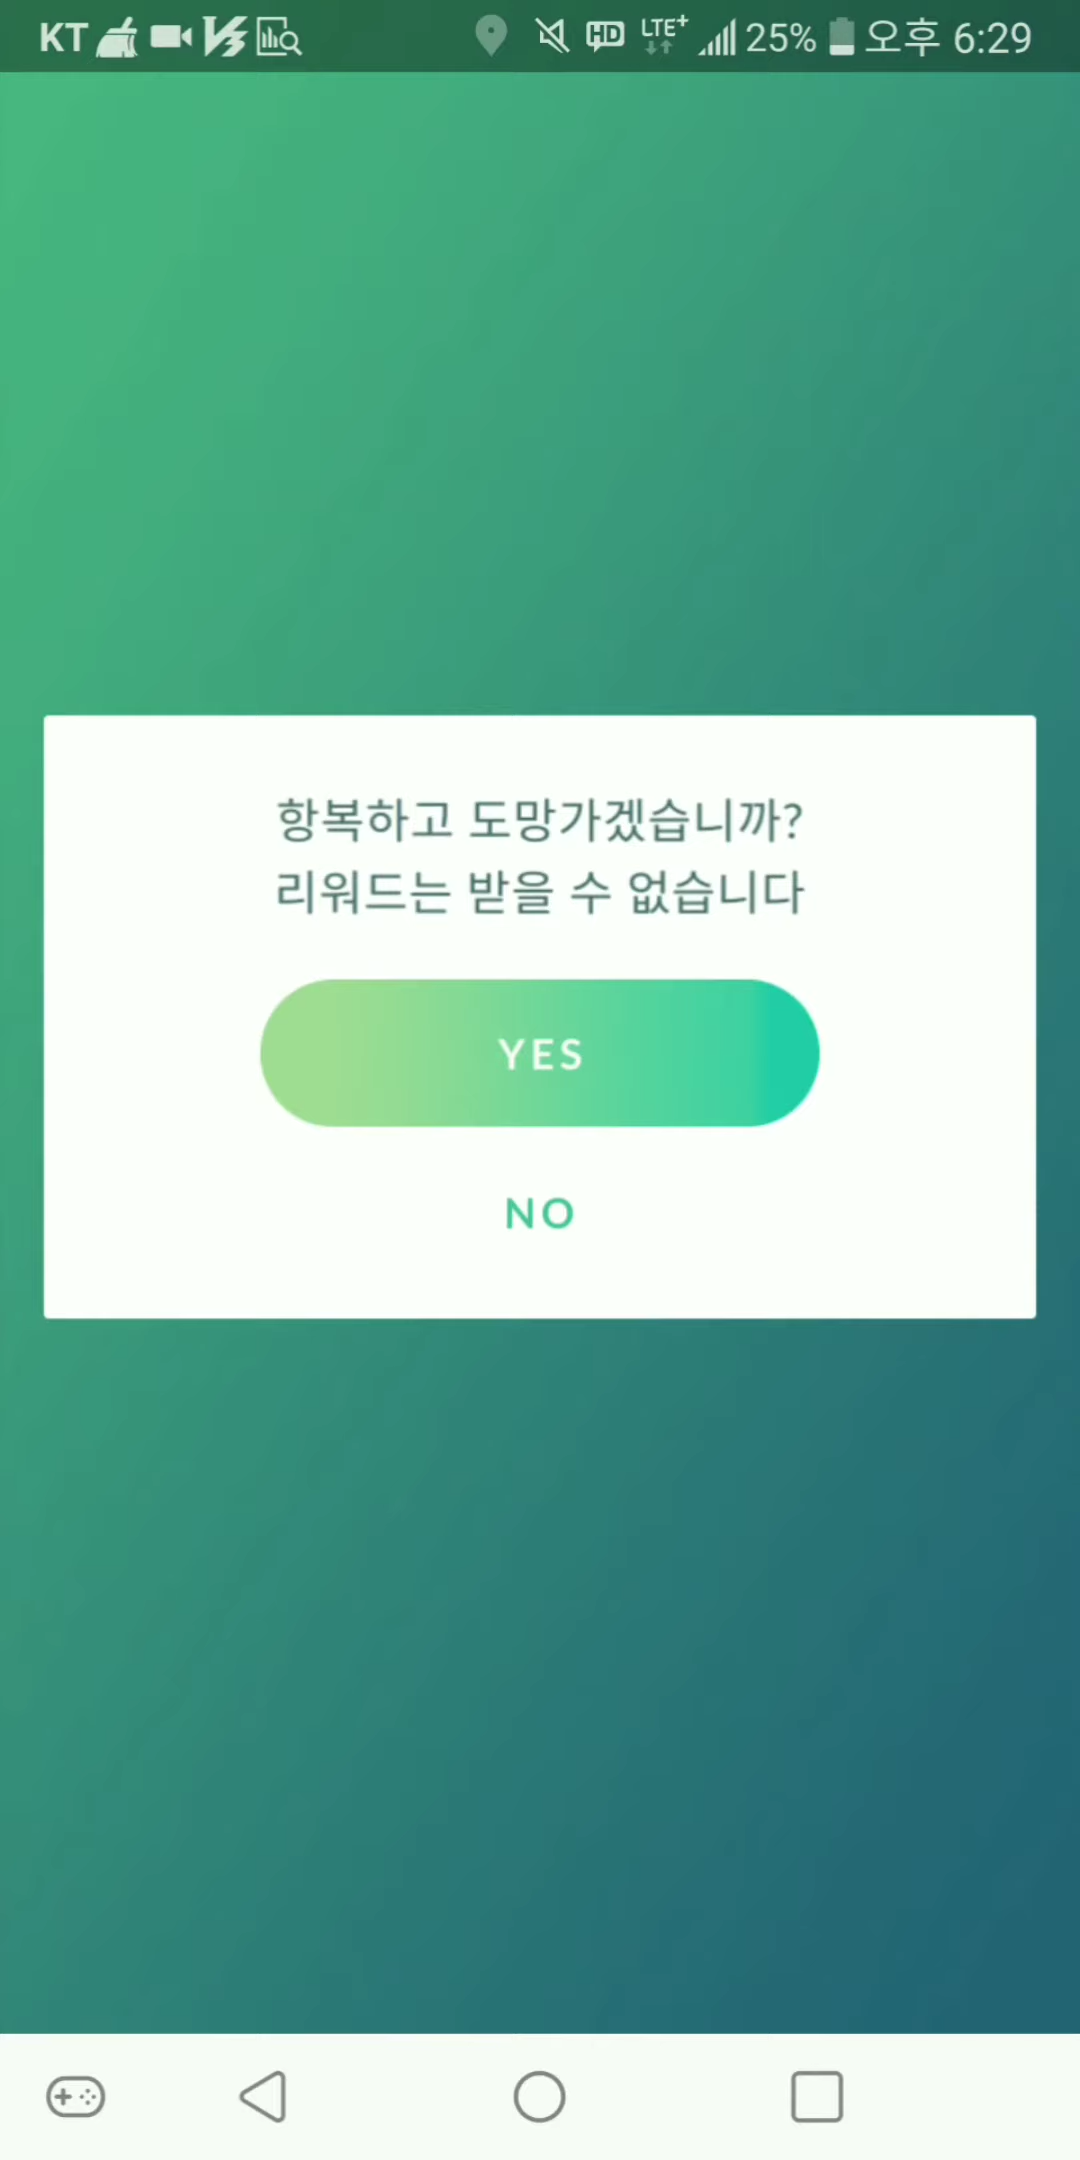 KT HD LTE+ 25% 오후 6:29
항복하고 도망가겠습니까?
리워드는 받을 수 없습니다
YES
NO